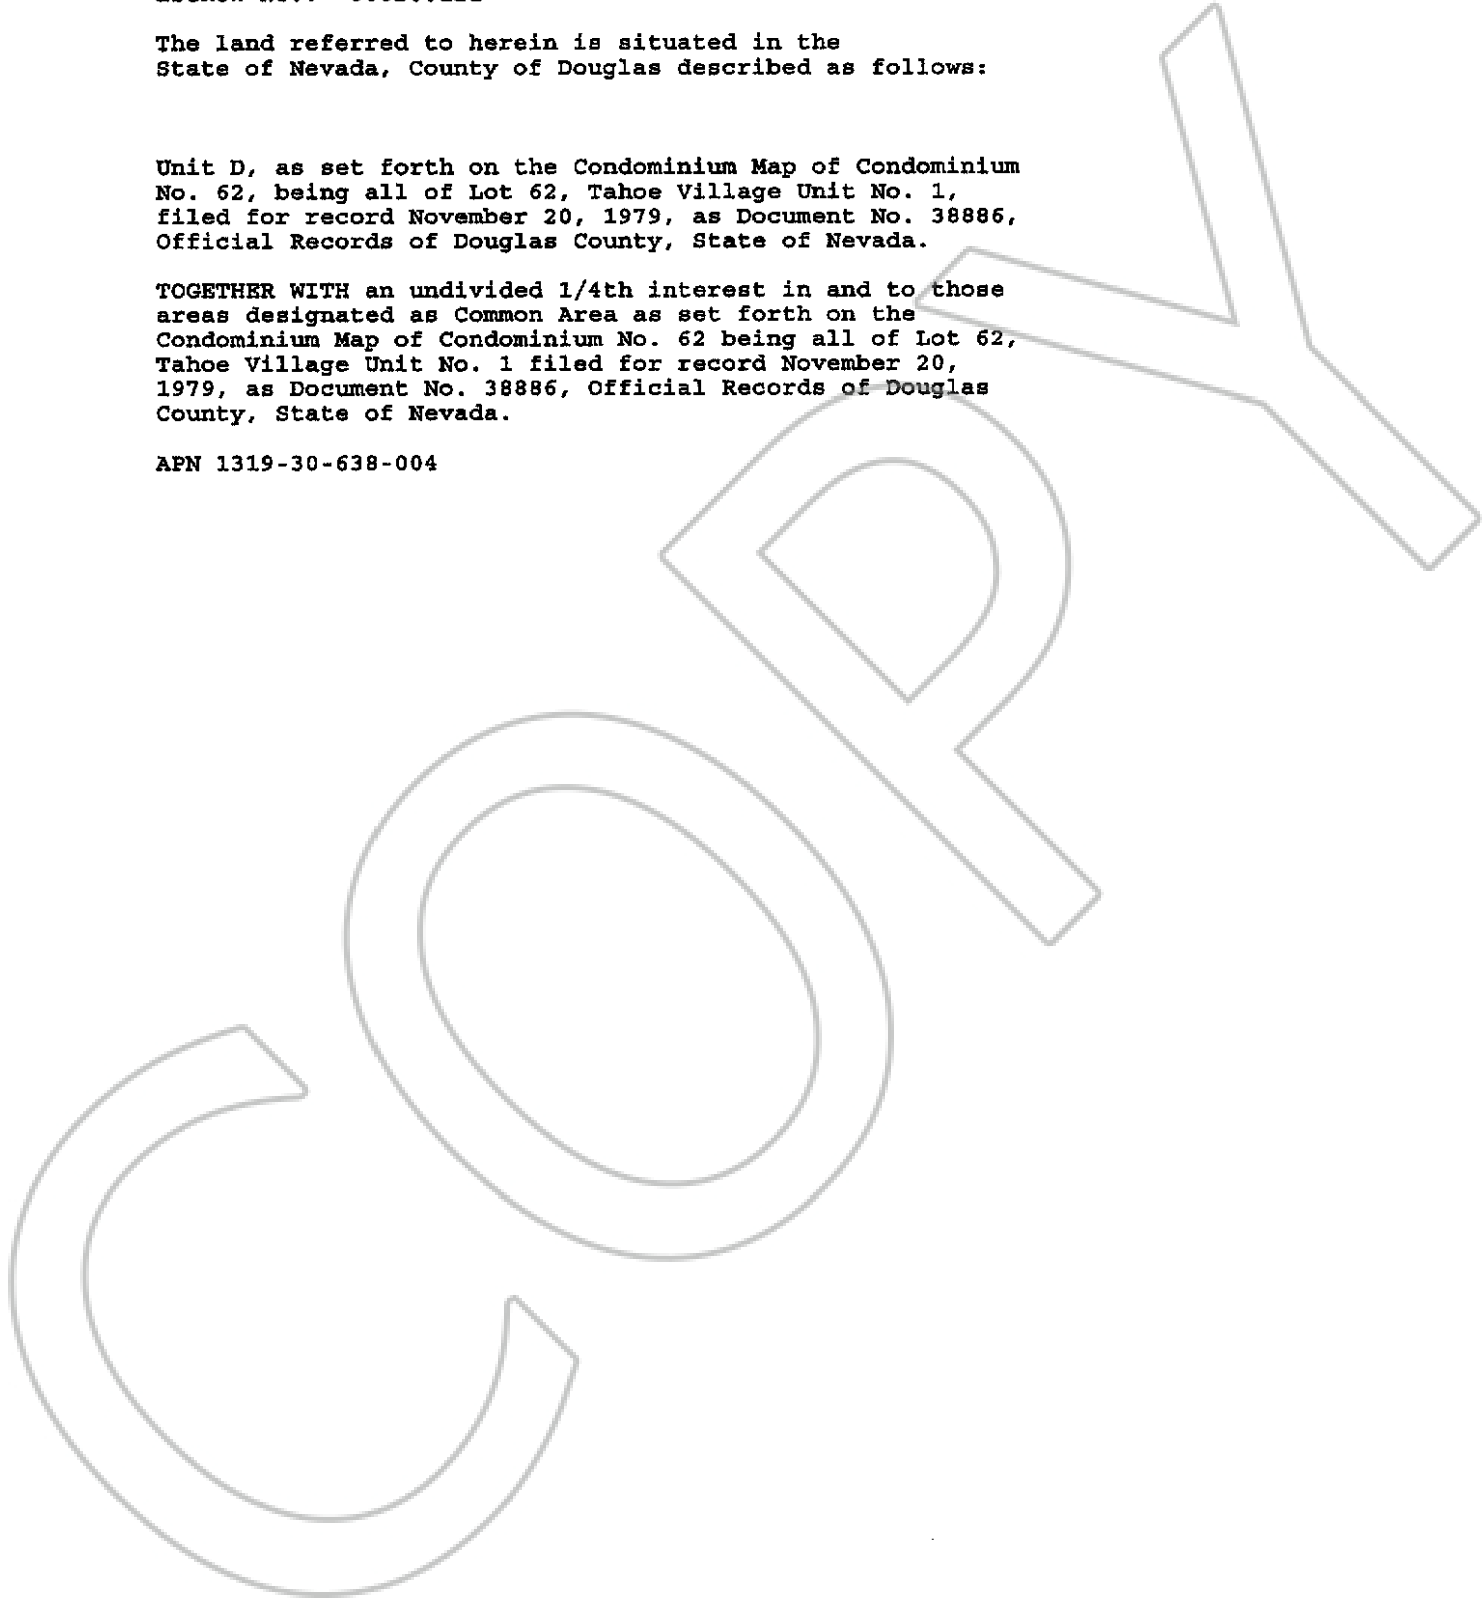 The land referred to herein is situated in the
State of Nevada, County of Douglas described as follows:
Unit D, as set forth on the Condominium Map of Condominium
No. 62, being all of Lot 62, Tahoe Village Unit No. 1,
filed for record November 20, 1979, as Document No. 38886,
Official Records of Douglas County, State of Nevada.
TOGETHER WITH an undivided 1/4th interest in and to those
areas designated as Common Area as set forth on the
Condominium Map of Condominium No. 62 being all of Lot 62,
Tahoe Village Unit No. 1 filed for record November 20,
1979, as Document No. 38886, Official Records of Douglas
County, State of Nevada.
APN 1319-30-638-004
COPY